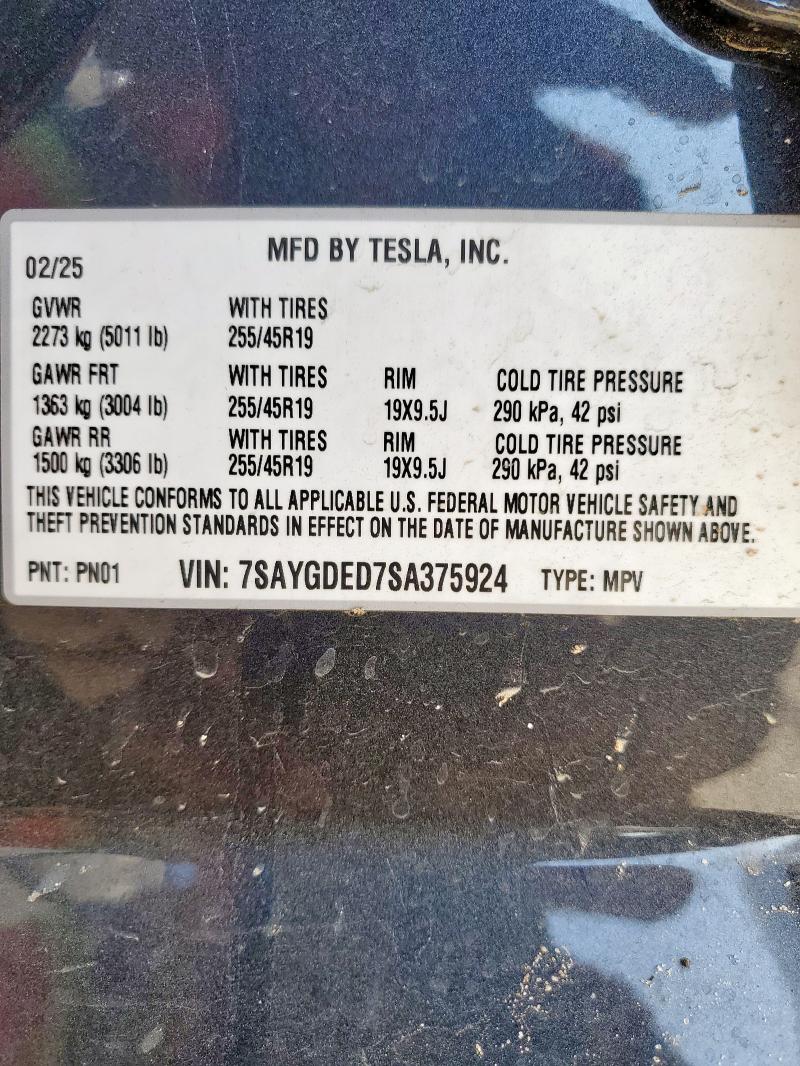 MFD BY TESLA, INC.
02/25
GVWR WITH TIRES
2273 kg (5011 lb) 255/45R19
GAWR FRT WITH TIRES RIM COLD TIRE PRESSURE
1363 kg (3004 lb) 255/45R19 19X9.5J 290 kPa, 42 psi
GAWR RR WITH TIRES RIM COLD TIRE PRESSURE
1500 kg (3306 lb) 255/45R19 19X9.5J 290 kPa, 42 psi
THIS VEHICLE CONFORMS TO ALL APPLICABLE U.S. FEDERAL MOTOR VEHICLE SAFETY AND
THEFT PREVENTION STANDARDS IN EFFECT ON THE DATE OF MANUFACTURE SHOWN ABOVE.
PNT: PN01 VIN: 7SAYGDED7SA375924 TYPE: MPV